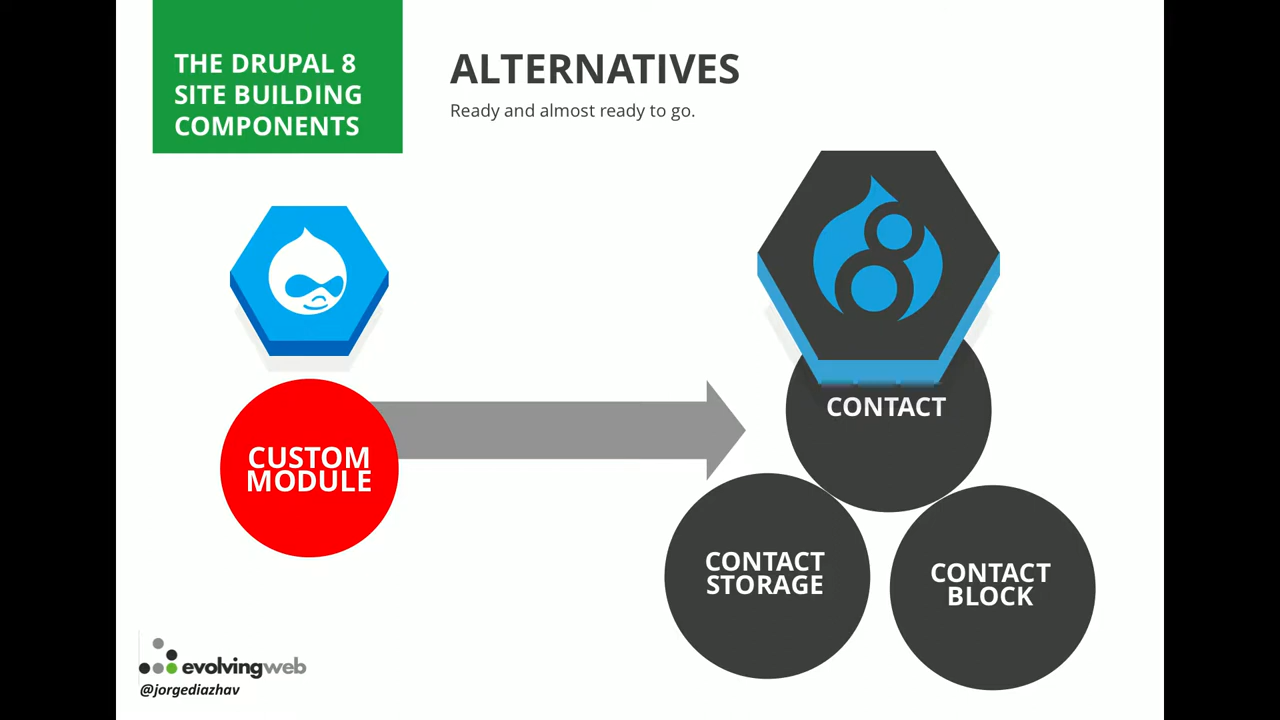 THE DRUPAL 8
SITE BUILDING
COMPONENTS
ALTERNATIVES
Ready and almost ready to go.
CUSTOM
MODULE
8
CONTACT
CONTACT
STORAGE
CONTACT
BLOCK
evolvingweb
@jorgediazhav